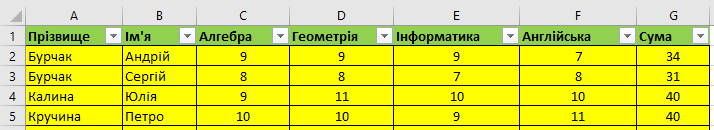 A B C D E F G
1 Прізвище Ім'я Алгебра Геометрія Інформатика Англійська Сума
2 Бурчак Андрій 9 9 9 7 34
3 Бурчак Сергій 8 8 7 8 31
4 Калина Юлія 9 11 10 10 40
5 Кручина Петро 10 10 9 11 40